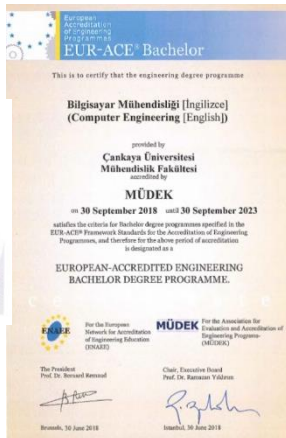 European
Accreditation
of Engineering
Programmes
EUR-ACE® Bachelor
This is to certify that the engineering degree programme
Bilgisayar Mühendisliği [İngilizce]
(Computer Engineering [English])
provided by
Çankaya Üniversitesi
Mühendislik Fakültesi
accredited by
MÜDEK
on 30 September 2018 until 30 September 2023
satisfies the criteria for Bachelor degree programmes specified in the
EUR-ACE® Framework Standards for the Accreditation of Engineering
Programmes, and therefore for the above period of accreditation
is designated as a
EUROPEAN-ACCREDITED ENGINEERING
BACHELOR DEGREE PROGRAMME.
ENAEE
For the European
Network for Accreditation
of Engineering Education
(ENAEE)
MÜDEK
For the Association for
Evaluation and Accreditation of
Engineering Programs
(MÜDEK)
The President
Prof. Dr. Bernard Remaud
Chair, Executive Board
Prof. Dr. Ramazan Yıldırım
Brussels, 30 June 2018
Istanbul, 30 June 2018